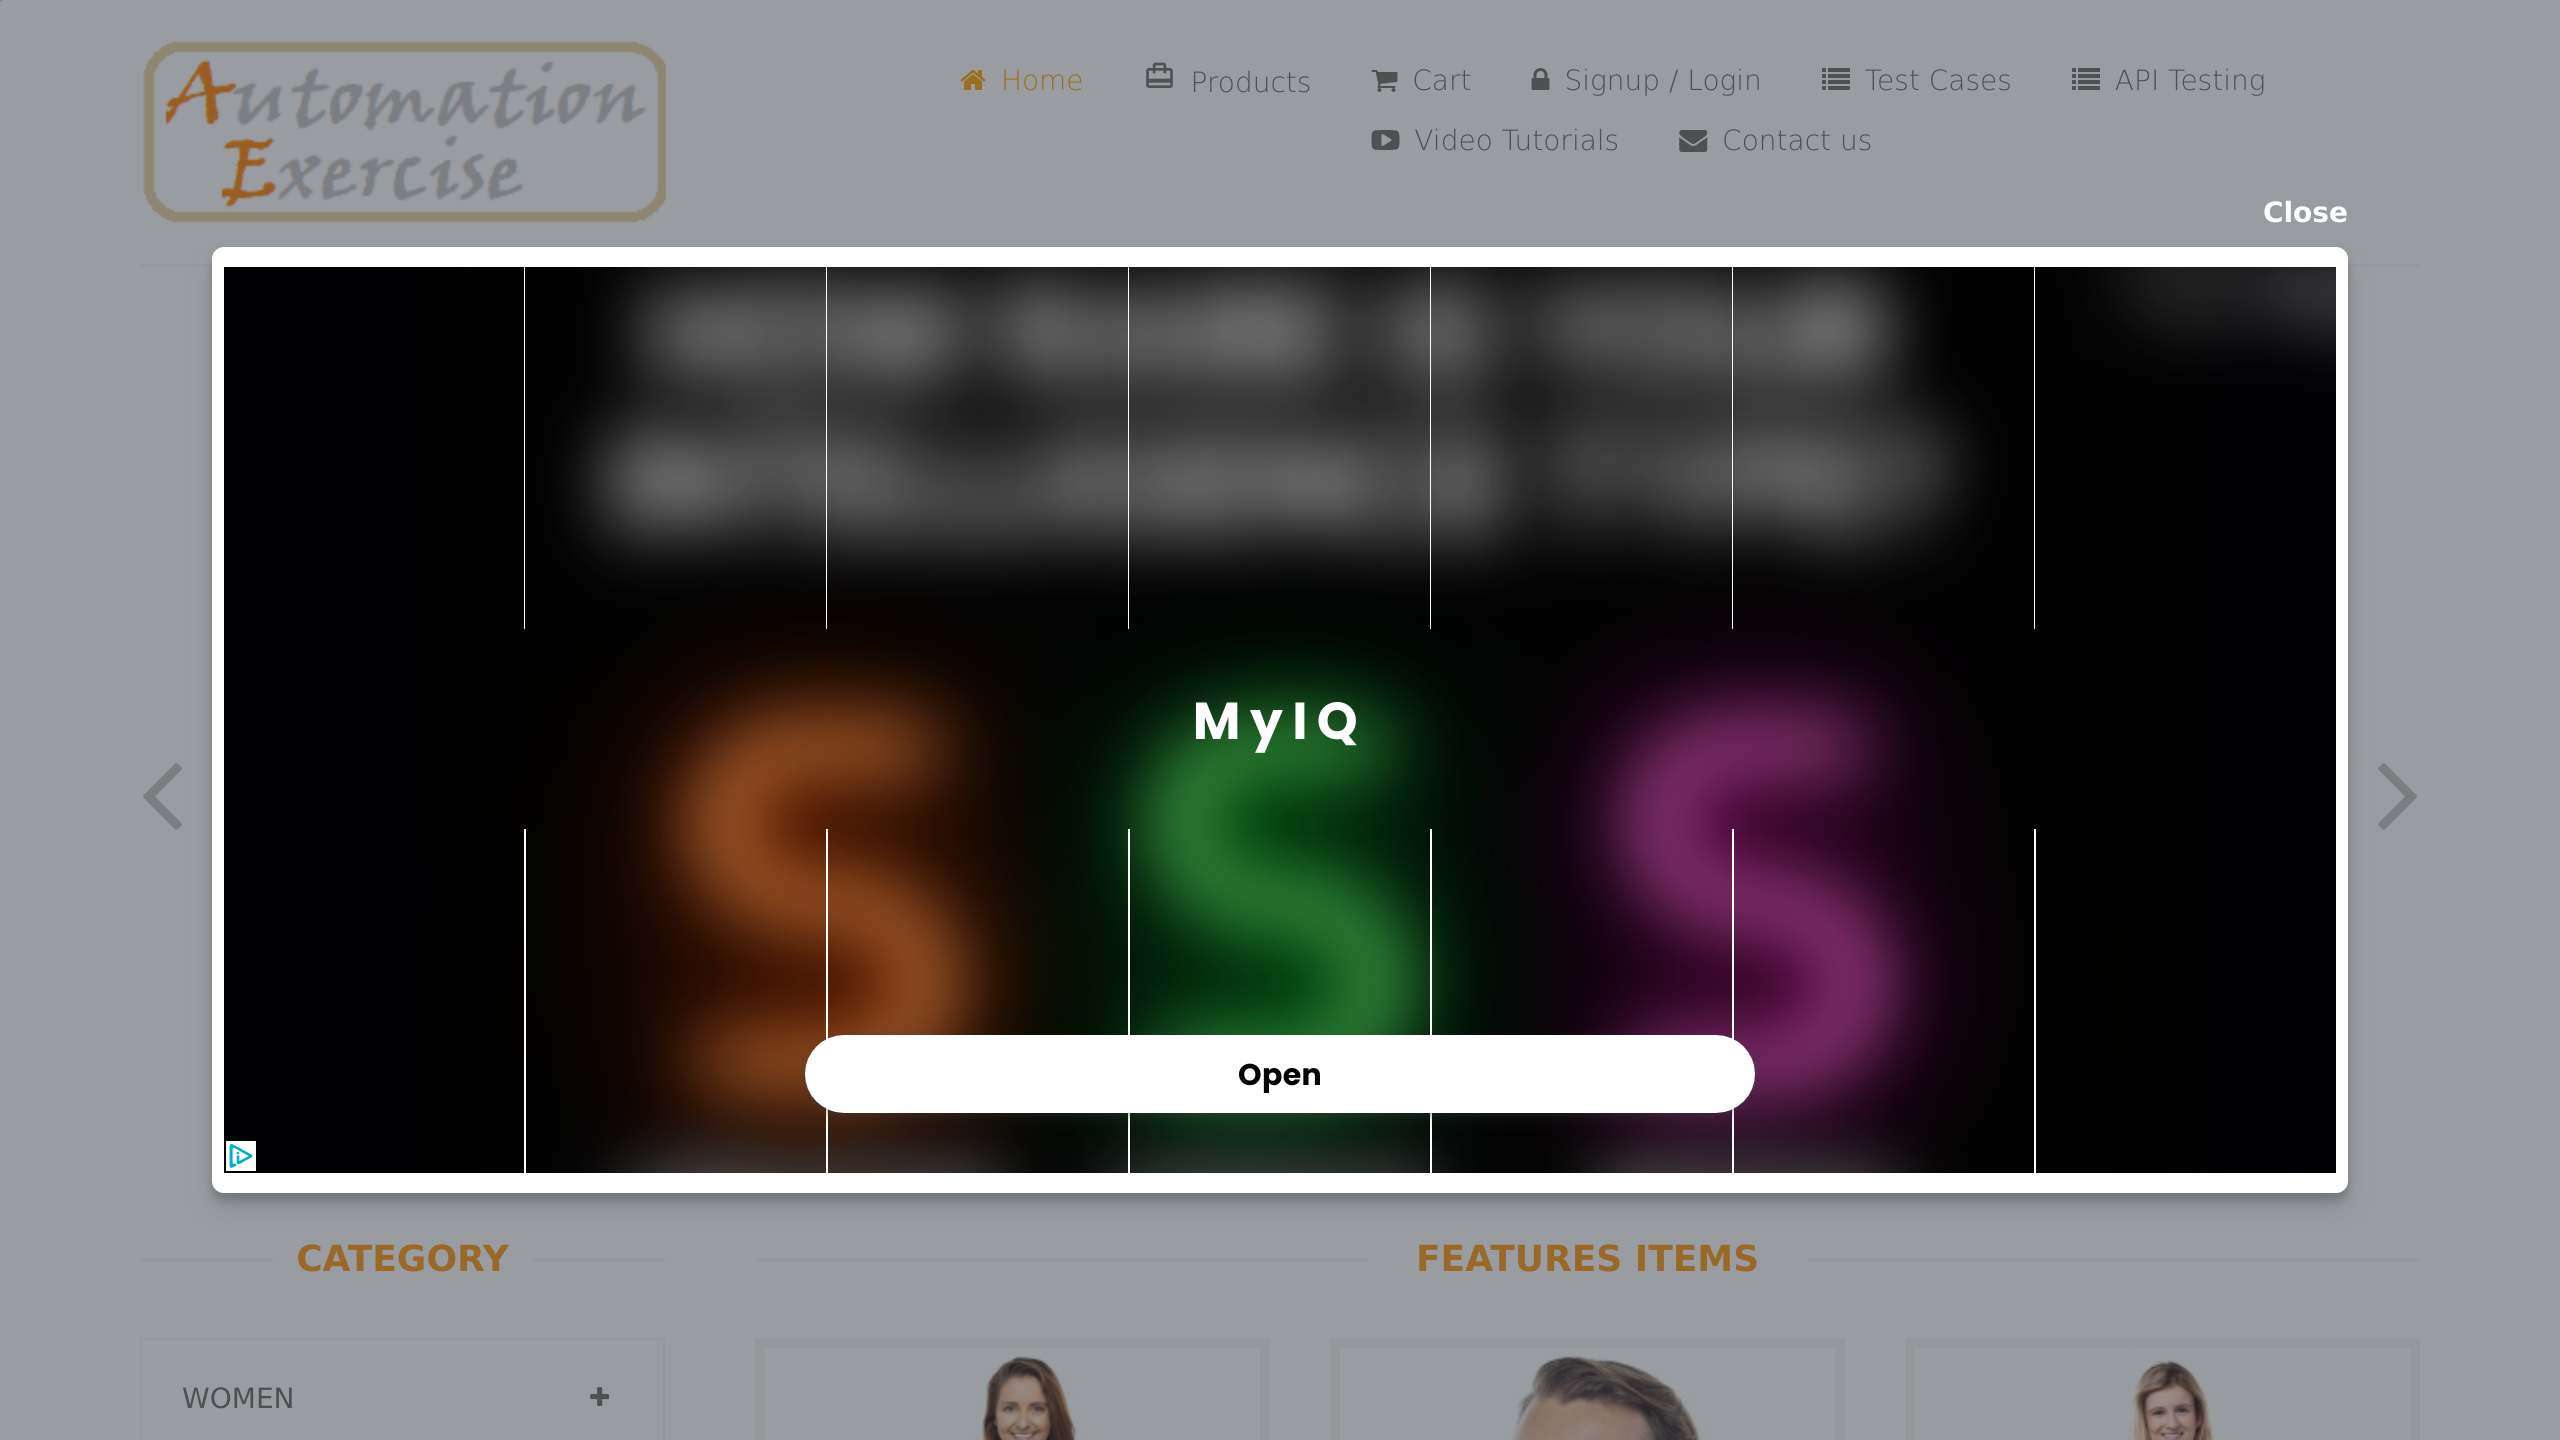 Automation
Exercise
Home
Products
Cart
Signup / Login
Test Cases
API Testing
Video Tutorials
Contact us
Close
MyIQ
S S S
Open
CATEGORY
FEATURES ITEMS
WOMEN